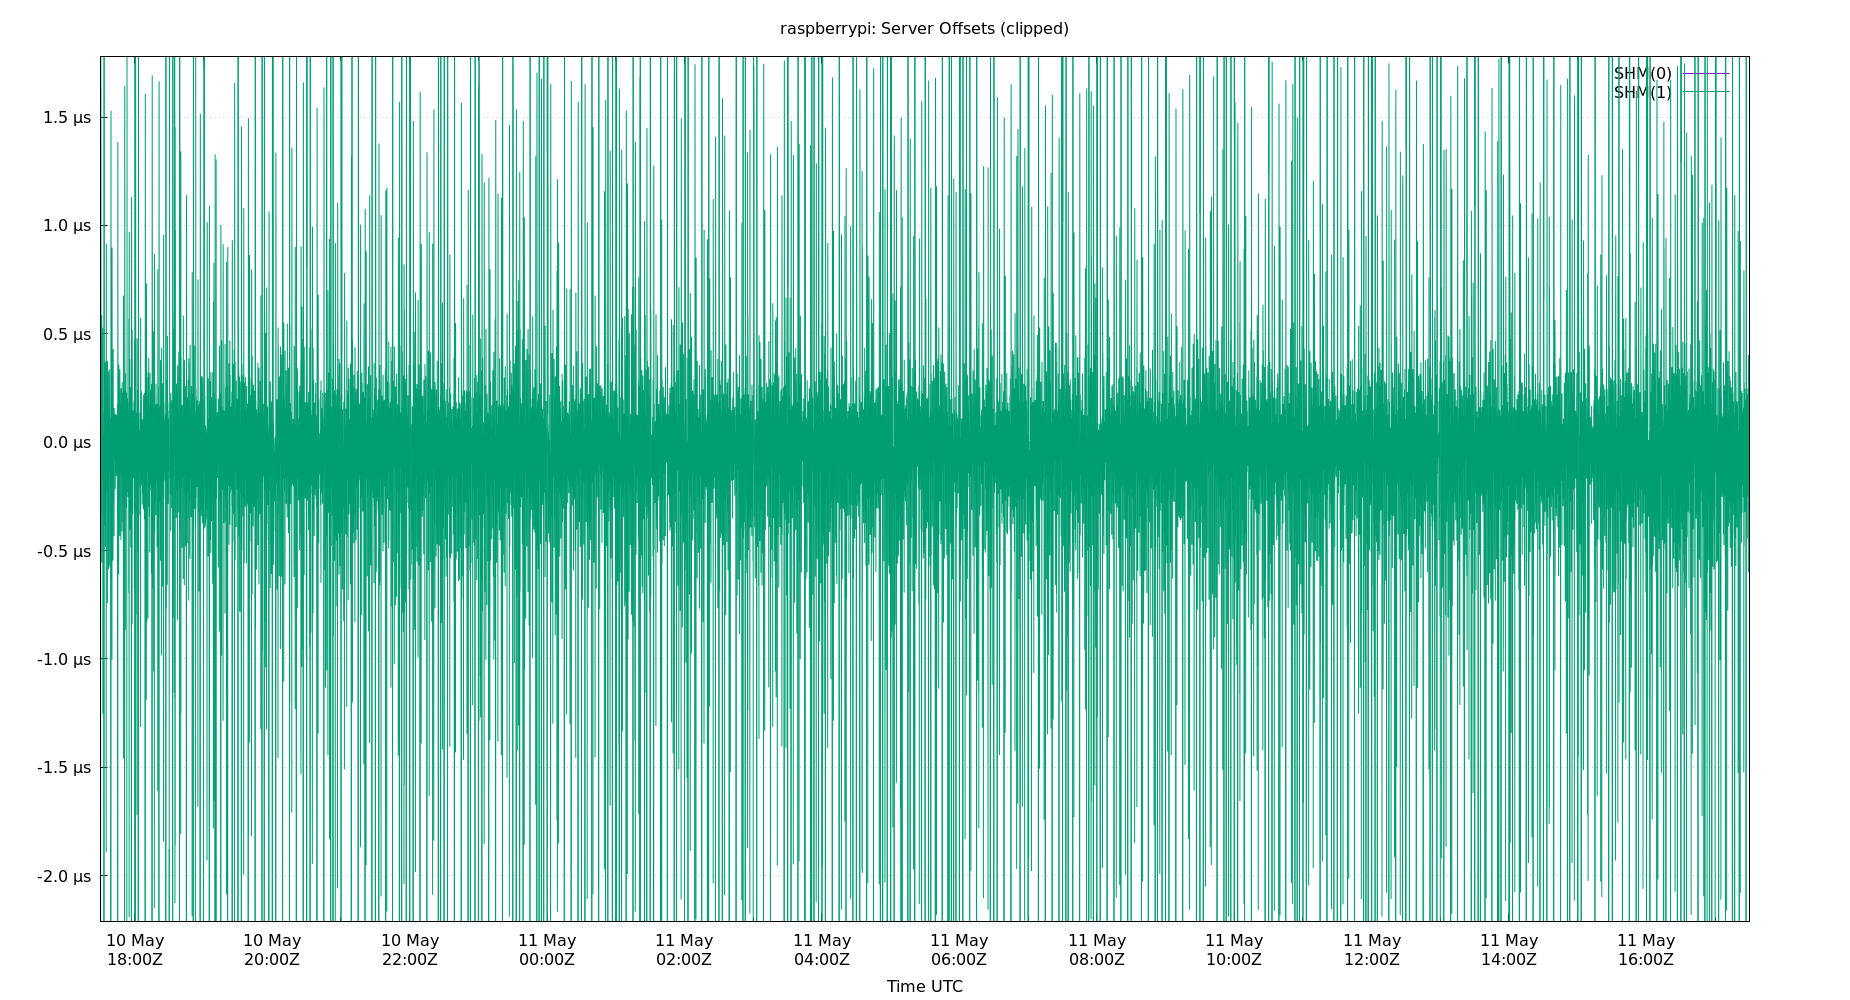 raspberrypi: Server Offsets (clipped)
SHM(0)
SHM(1)
1.5 µs
1.0 µs
0.5 µs
0.0 µs
-0.5 µs
-1.0 µs
-1.5 µs
-2.0 µs
10 May 10 May 10 May 11 May 11 May 11 May 11 May 11 May 11 May 11 May 11 May 11 May
18:00Z 20:00Z 22:00Z 00:00Z 02:00Z 04:00Z 06:00Z 08:00Z 10:00Z 12:00Z 14:00Z 16:00Z
Time UTC